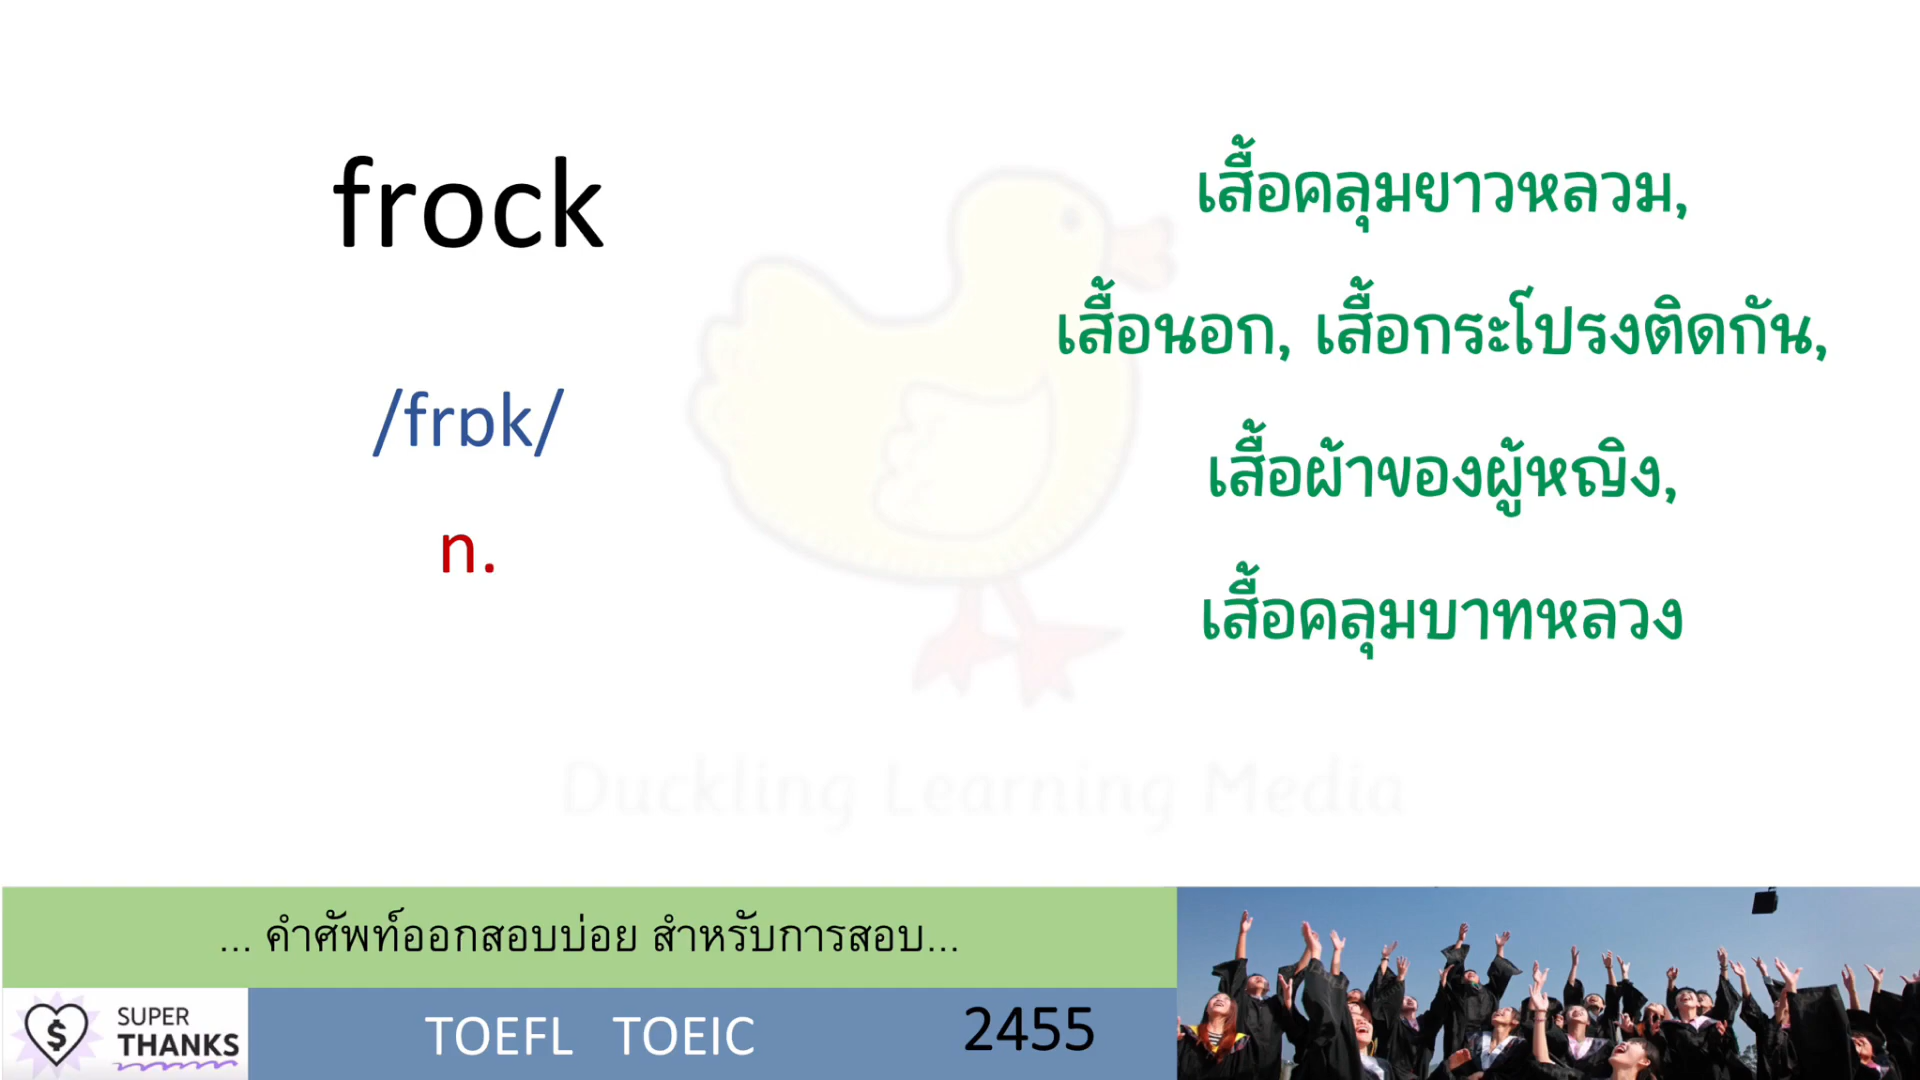 frock
/frɒk/
n.
เสื้อคลุมยาวหลวม,
เสื้อนอก, เสื้อกระโปรงติดกัน,
เสื้อผ้าของผู้หญิง,
เสื้อคลุมบาทหลวง
Duckling Learning Media
... คำศัพท์ออกสอบบ่อย สำหรับการสอบ...
SUPER
THANKS
TOEFL TOEIC
2455